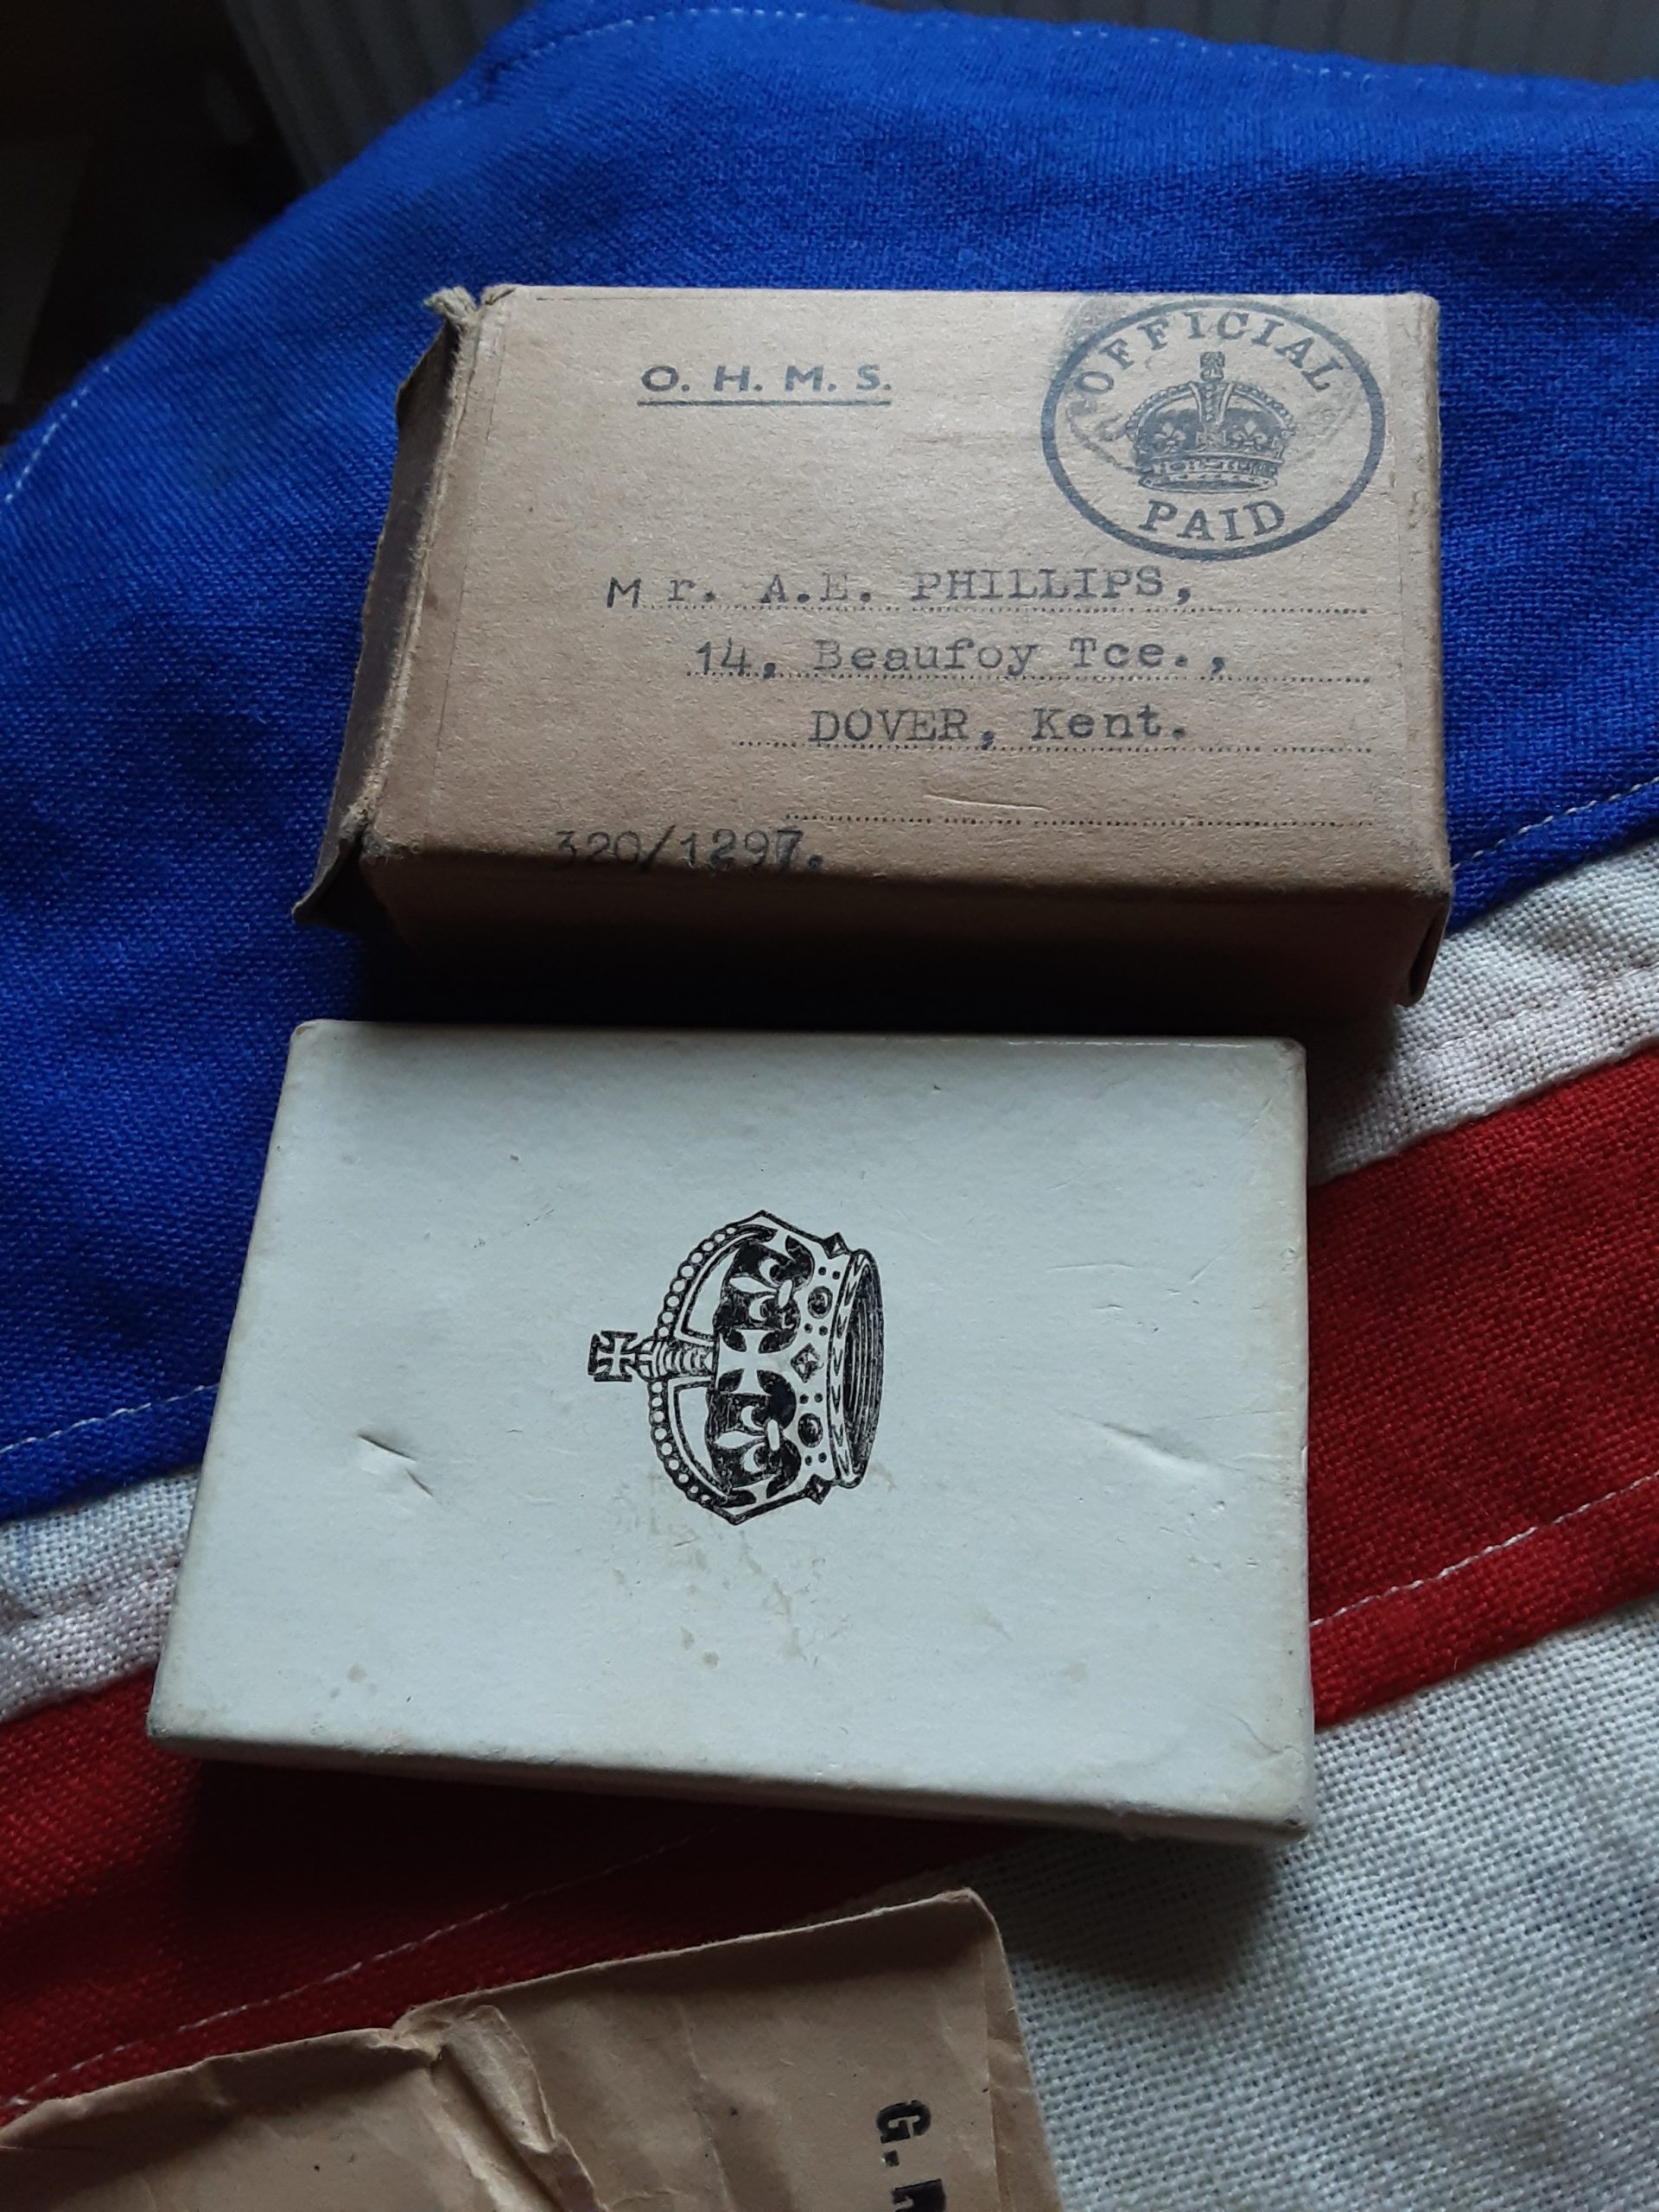 O. H. M. S.
OFFICIAL
PAID
Mr. A.E. PHILLIPS,
14, Beaufoy Tce.,
DOVER, Kent.
320/1297.
G.